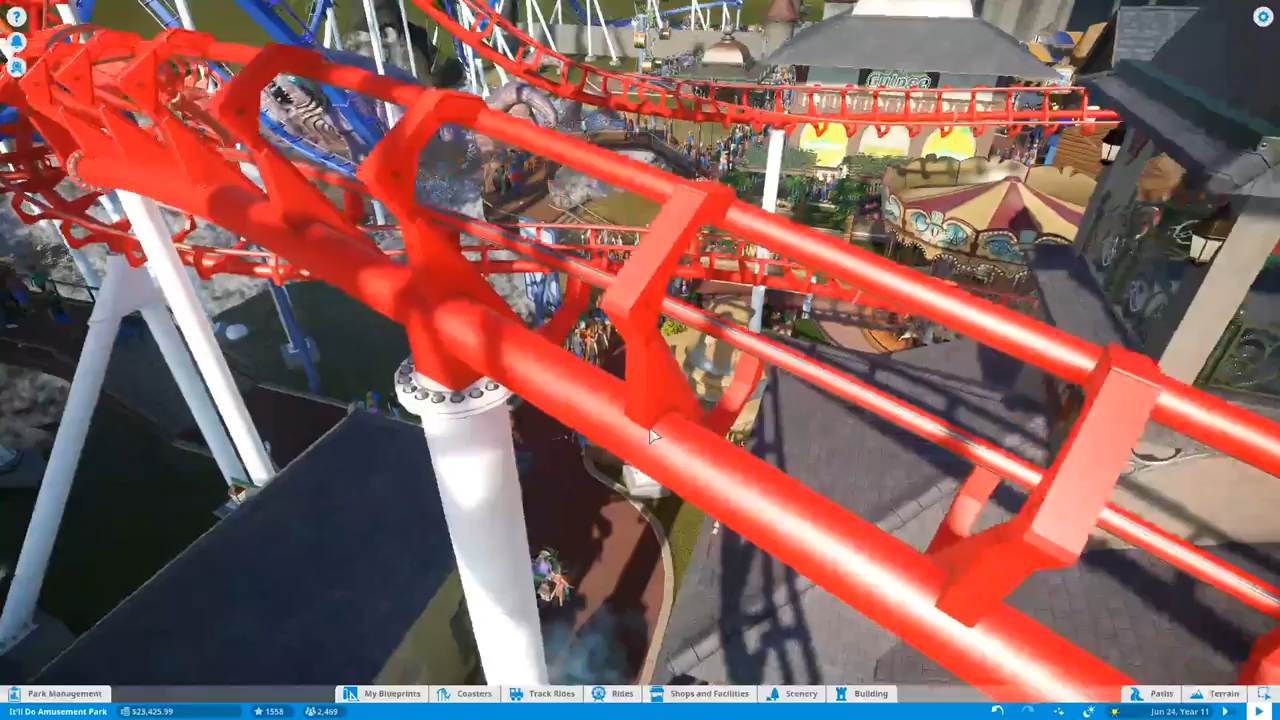 Gulpee
Park Management
My Blueprints
Coasters
Track Rides
Rides
Shops and Facilities
Scenery
Building
Paths
Terrain
It'll Do Amusement Park
$23,425.99
1558
2,469
Jun 24, Year 11